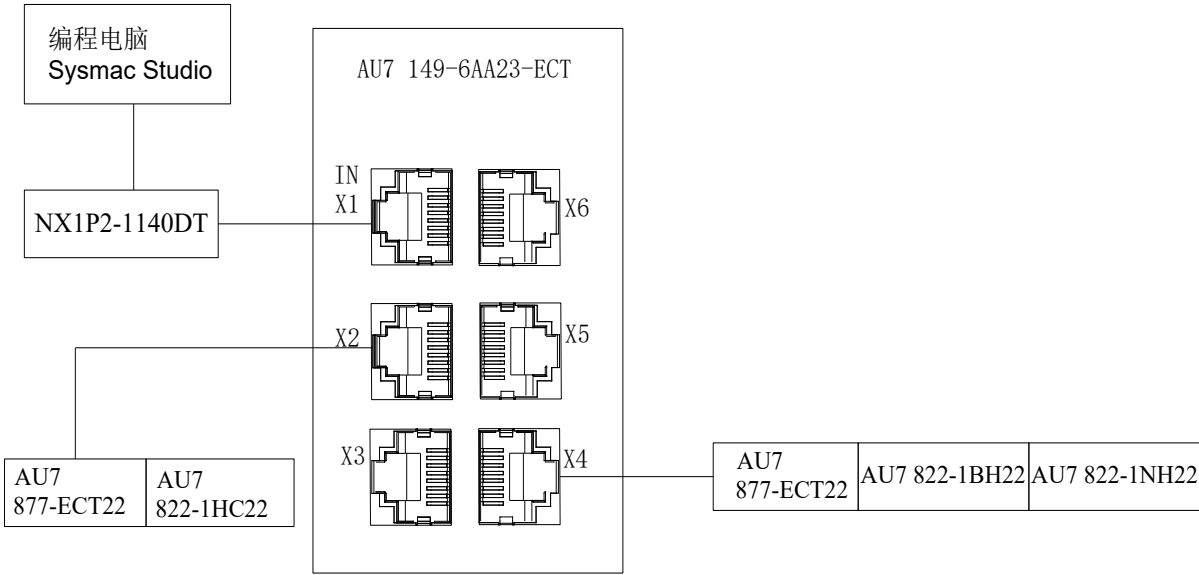 编程电脑
Sysmac Studio
AU7 149-6AA23-ECT
IN
X1
X6
NX1P2-1140DT
X2
X5
X3
X4
AU7
877-ECT22
AU7
822-1HC22
AU7
877-ECT22
AU7 822-1BH22
AU7 822-1NH22